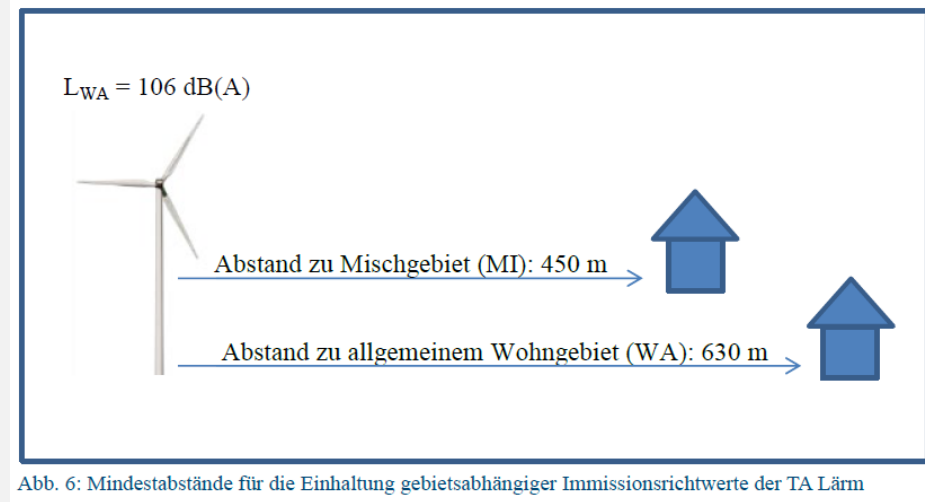 L_WA = 106 dB(A)
Abstand zu Mischgebiet (MI): 450 m
Abstand zu allgemeinem Wohngebiet (WA): 630 m
Abb. 6: Mindestabstände für die Einhaltung gebietsabhängiger Immissionsrichtwerte der TA Lärm